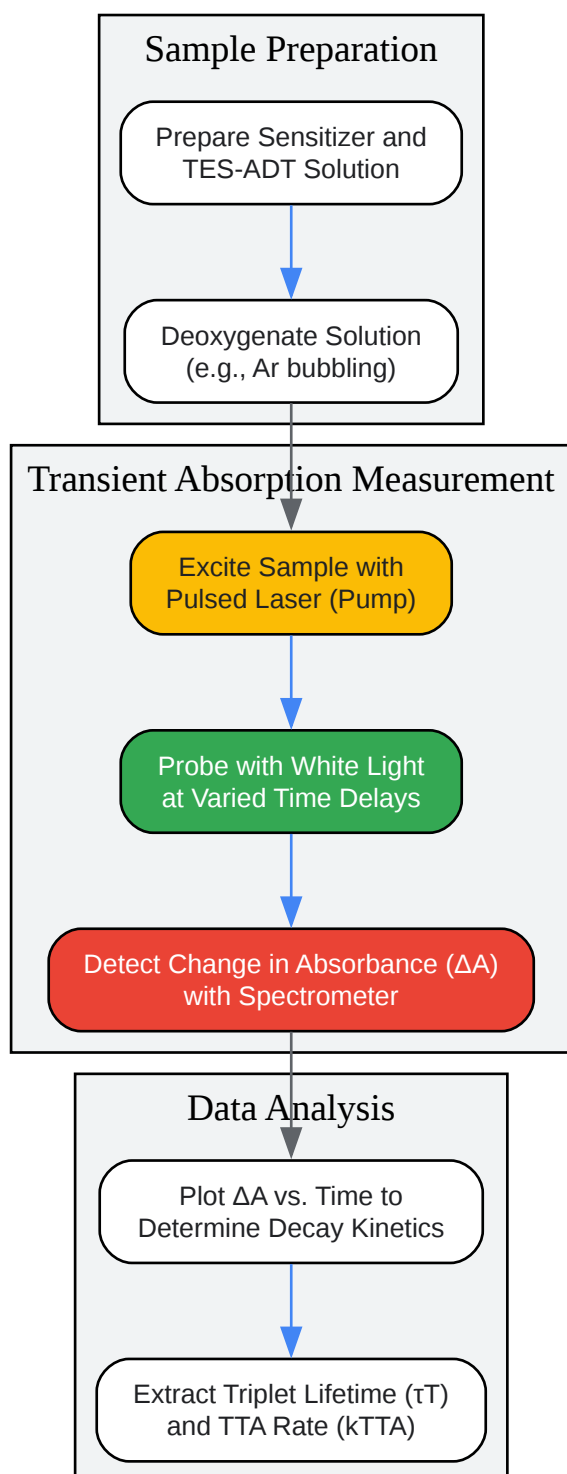 Sample Preparation
Prepare Sensitizer and
TES-ADT Solution
Deoxygenate Solution
(e.g., Ar bubbling)
Transient Absorption Measurement
Excite Sample with
Pulsed Laser (Pump)
Probe with White Light
at Varied Time Delays
Detect Change in Absorbance (ΔA)
with Spectrometer
Data Analysis
Plot ΔA vs. Time to
Determine Decay Kinetics
Extract Triplet Lifetime (τT)
and TTA Rate (kTTA)